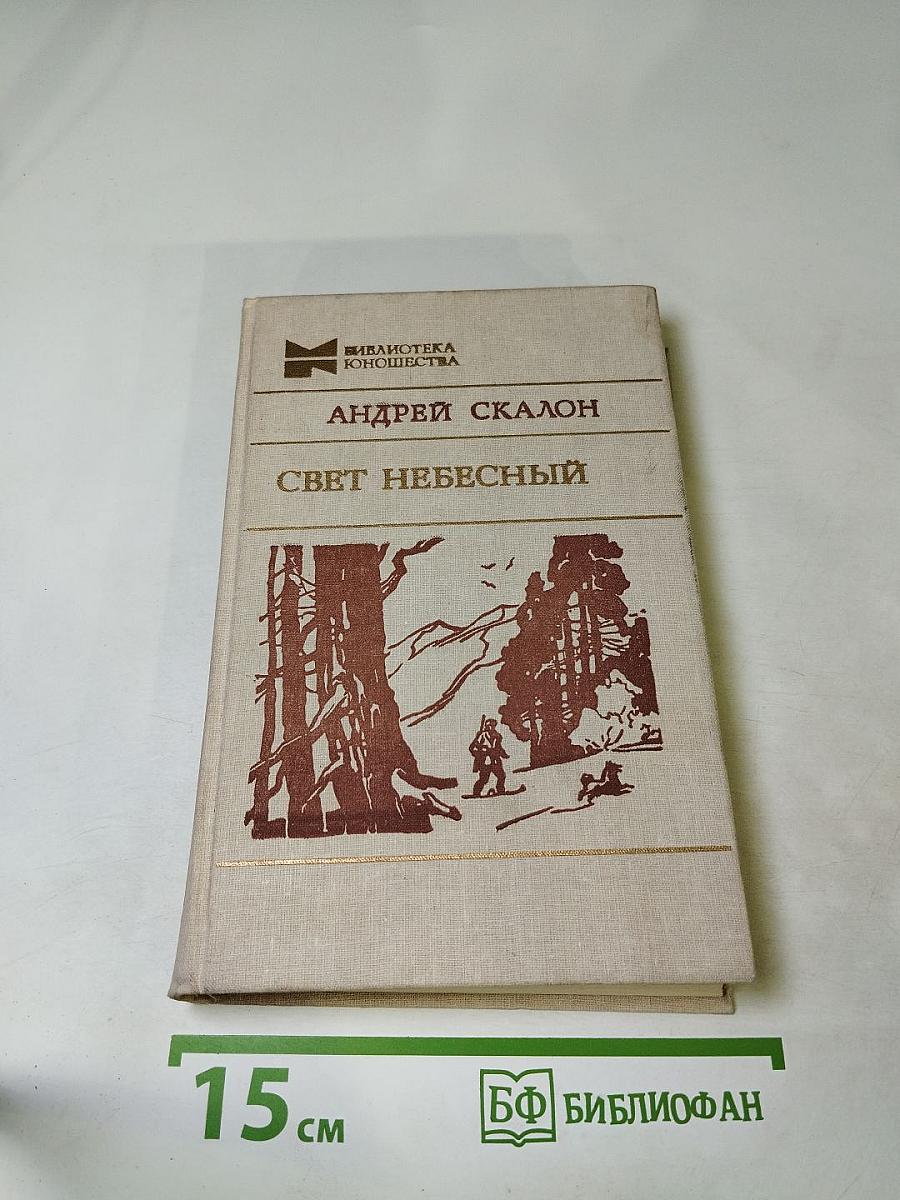 БИБЛИОТЕКА
ЮНОШЕСТВА
АНДРЕЙ СКАЛОН
СВЕТ НЕБЕСНЫЙ
15 см
БФ БИБЛИОФАН